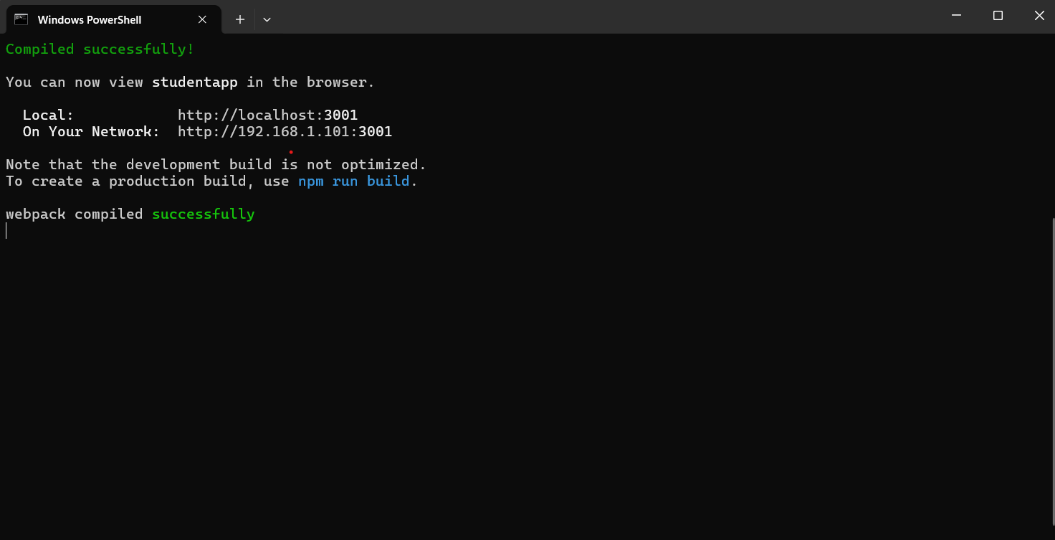 Windows PowerShell
Compiled successfully!
You can now view studentapp in the browser.
Local: http://localhost:3001
On Your Network: http://192.168.1.101:3001
Note that the development build is not optimized.
To create a production build, use npm run build.
webpack compiled successfully